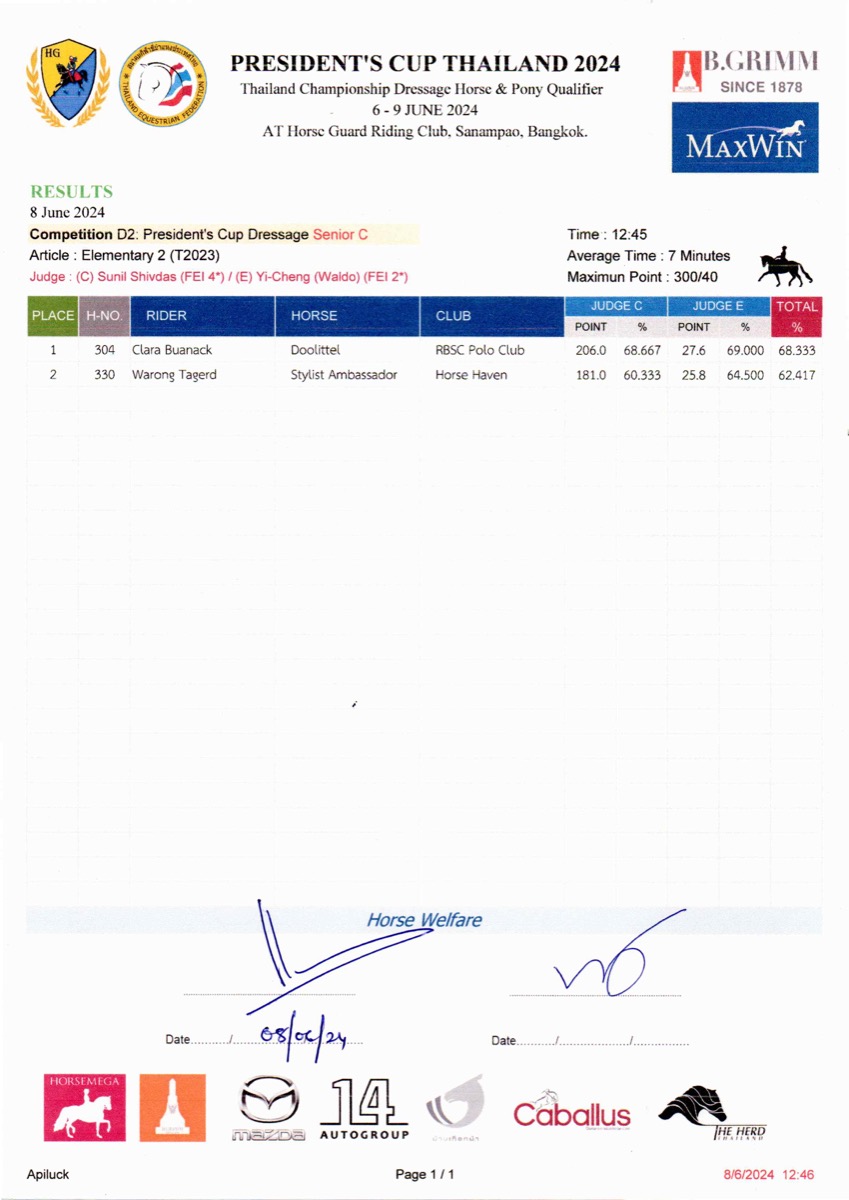 HG
THAILAND EQUESTRIAN FEDERATION
PRESIDENT'S CUP THAILAND 2024
Thailand Championship Dressage Horse & Pony Qualifier
6 - 9 JUNE 2024
AT Horse Guard Riding Club, Sanampao, Bangkok.
B.GRIMM
SINCE 1878
MAXWIN
RESULTS
8 June 2024
Competition D2: President's Cup Dressage Senior C
Time : 12:45
Article : Elementary 2 (T2023)
Average Time : 7 Minutes
Judge : (C) Sunil Shivdas (FEI 4*) / (E) Yi-Cheng (Waldo) (FEI 2*)
Maximun Point : 300/40
PLACE H-NO. RIDER HORSE CLUB JUDGE C JUDGE E TOTAL
POINT % POINT % %
1 304 Clara Buanack Doolittel RBSC Polo Club 206.0 68.667 27.6 69.000 68.333
2 330 Warong Tagerd Stylist Ambassador Horse Haven 181.0 60.333 25.8 64.500 62.417
Horse Welfare
Date........../ 08/06/24
Date........../................../..............
HORSEMEGA
mazda
14
AUTOGROUP
Caballus
THE HERD
THAILAND
Apiluck
Page 1 / 1
8/6/2024 12:46